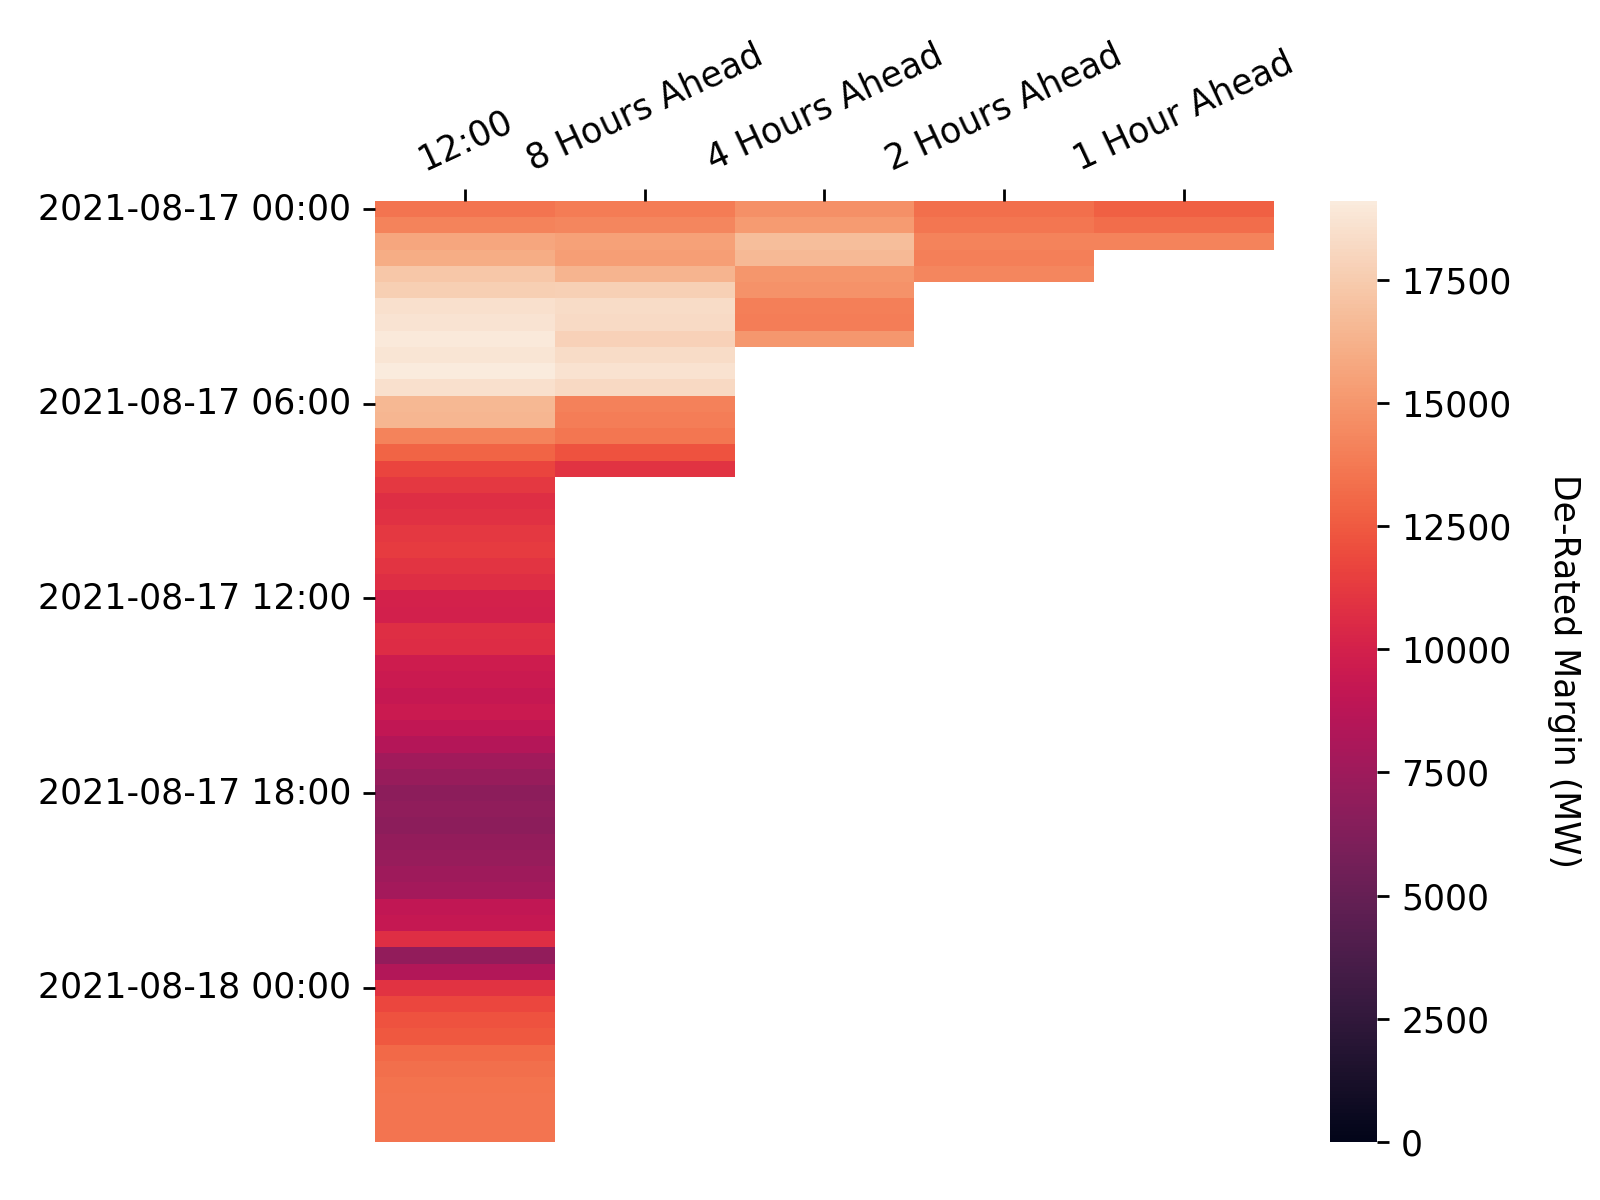 12:00
8 Hours Ahead
4 Hours Ahead
2 Hours Ahead
1 Hour Ahead
2021-08-17 00:00
2021-08-17 06:00
2021-08-17 12:00
2021-08-17 18:00
2021-08-18 00:00
17500
15000
12500
10000
7500
5000
2500
0
De-Rated Margin (MW)